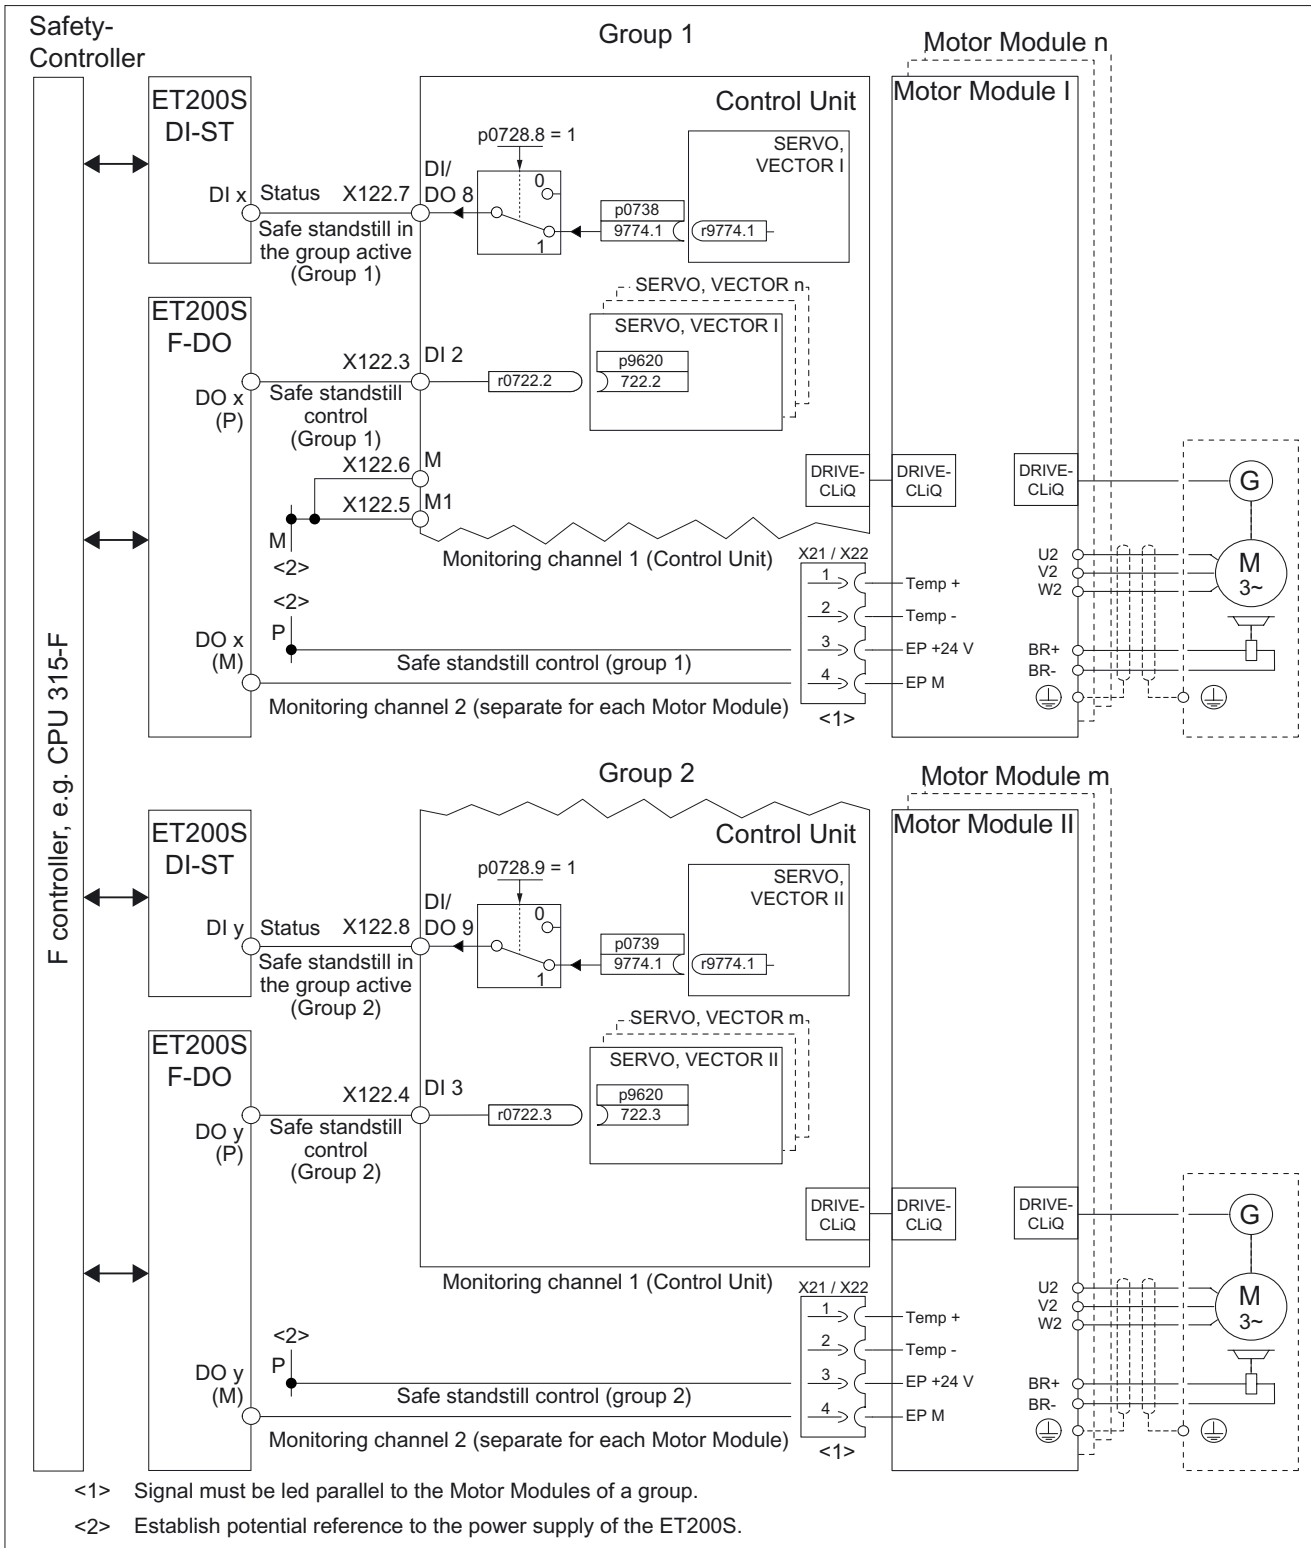 Safety-
Controller
Group 1
Motor Module n
ET200S
DI-ST
Control Unit
Motor Module I
p0728.8 = 1
SERVO,
VECTOR I
DI/
DO 8
0
1
DI x
Status
X122.7
p0738
9774.1
r9774.1
Safe standstill in
the group active
(Group 1)
SERVO, VECTOR n
SERVO, VECTOR I
ET200S
F-DO
X122.3
DI 2
r0722.2
p9620
722.2
DO x
(P)
Safe standstill
control
(Group 1)
X122.6
M
X122.5
M1
M
<2>
DRIVE-
CLiQ
DRIVE-
CLiQ
DRIVE-
CLiQ
G
Monitoring channel 1 (Control Unit)
X21 / X22
1
Temp +
2
Temp -
3
EP +24 V
4
EP M
<1>
U2
V2
W2
M
3~
BR+
BR-
<2>
P
DO x
(M)
Safe standstill control (group 1)
Monitoring channel 2 (separate for each Motor Module)
F controller, e.g. CPU 315-F
Group 2
Motor Module m
ET200S
DI-ST
Control Unit
Motor Module II
p0728.9 = 1
SERVO,
VECTOR II
DI/
DO 9
0
1
DI y
Status
X122.8
p0739
9774.1
r9774.1
Safe standstill in
the group active
(Group 2)
SERVO, VECTOR m
SERVO, VECTOR II
ET200S
F-DO
X122.4
DI 3
r0722.3
p9620
722.3
DO y
(P)
Safe standstill
control
(Group 2)
DRIVE-
CLiQ
DRIVE-
CLiQ
DRIVE-
CLiQ
G
Monitoring channel 1 (Control Unit)
X21 / X22
1
Temp +
2
Temp -
3
EP +24 V
4
EP M
<1>
U2
V2
W2
M
3~
BR+
BR-
<2>
P
DO y
(M)
Safe standstill control (group 2)
Monitoring channel 2 (separate for each Motor Module)
<1> Signal must be led parallel to the Motor Modules of a group.
<2> Establish potential reference to the power supply of the ET200S.